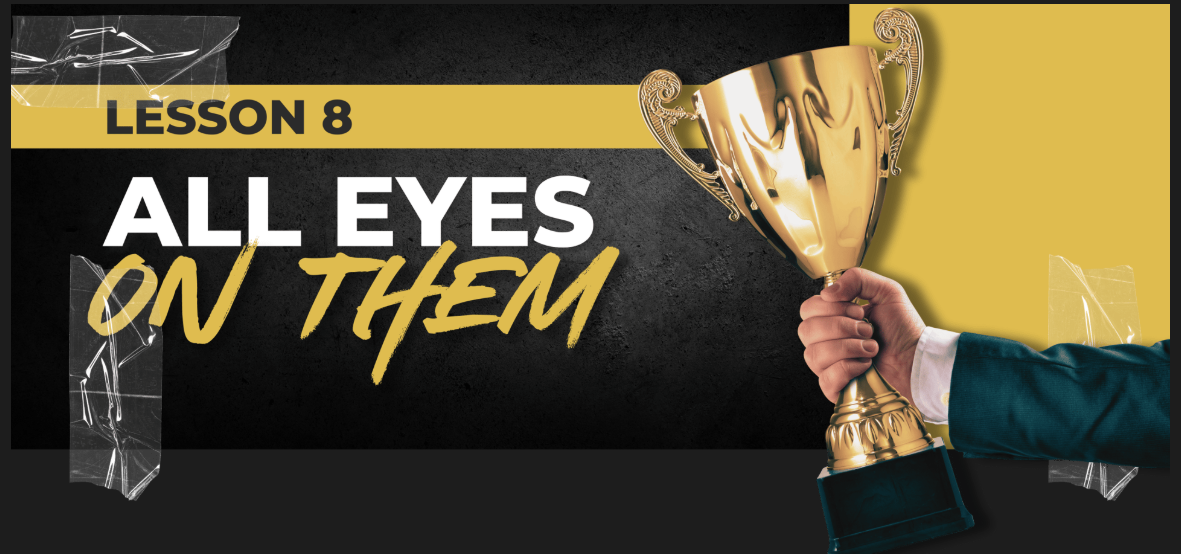 LESSON 8
ALL EYES
ON THEM